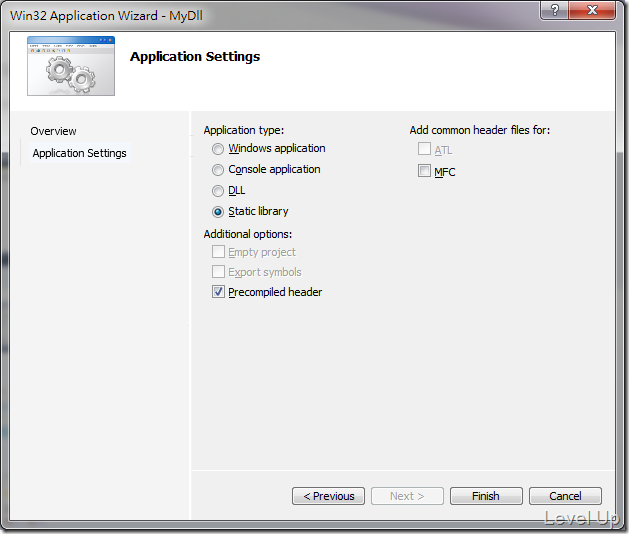 Win32 Application Wizard - MyDll
Application Settings
Overview
Application Settings
Application type:
Windows application
Console application
DLL
Static library
Additional options:
Empty project
Export symbols
Precompiled header
Add common header files for:
ATL
MFC
< Previous
Next >
Finish
Cancel
Level Up